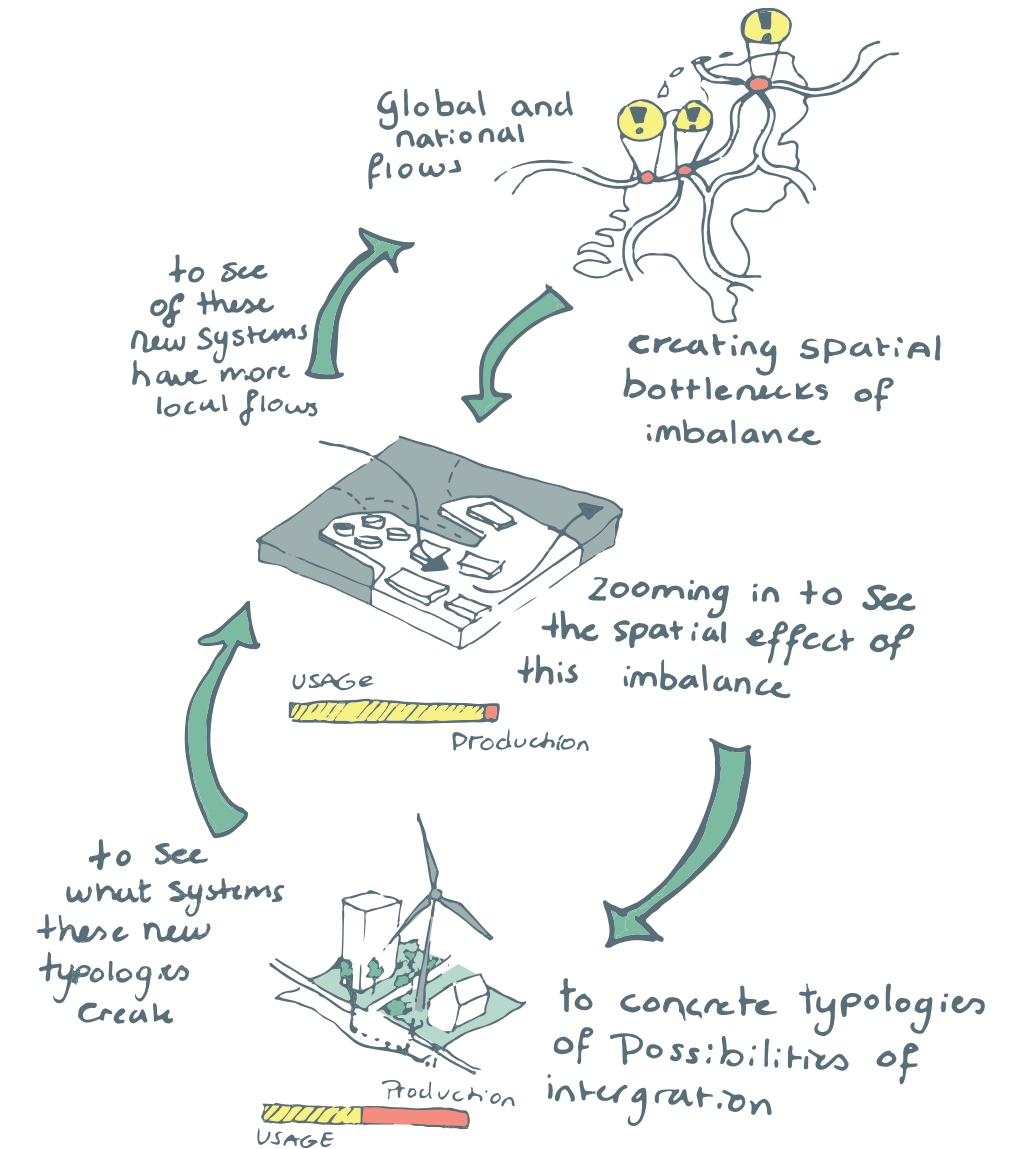 Global and
national
flows
creating spatial
bottlenecks of
imbalance
to see
of these
new systems
have more
local flows
zooming in to see
the spatial effect of
this imbalance
USAGE
Production
to see
what systems
these new
typologies
create
to concrete typologies
of Possibilities of
intergration
Production
USAGE